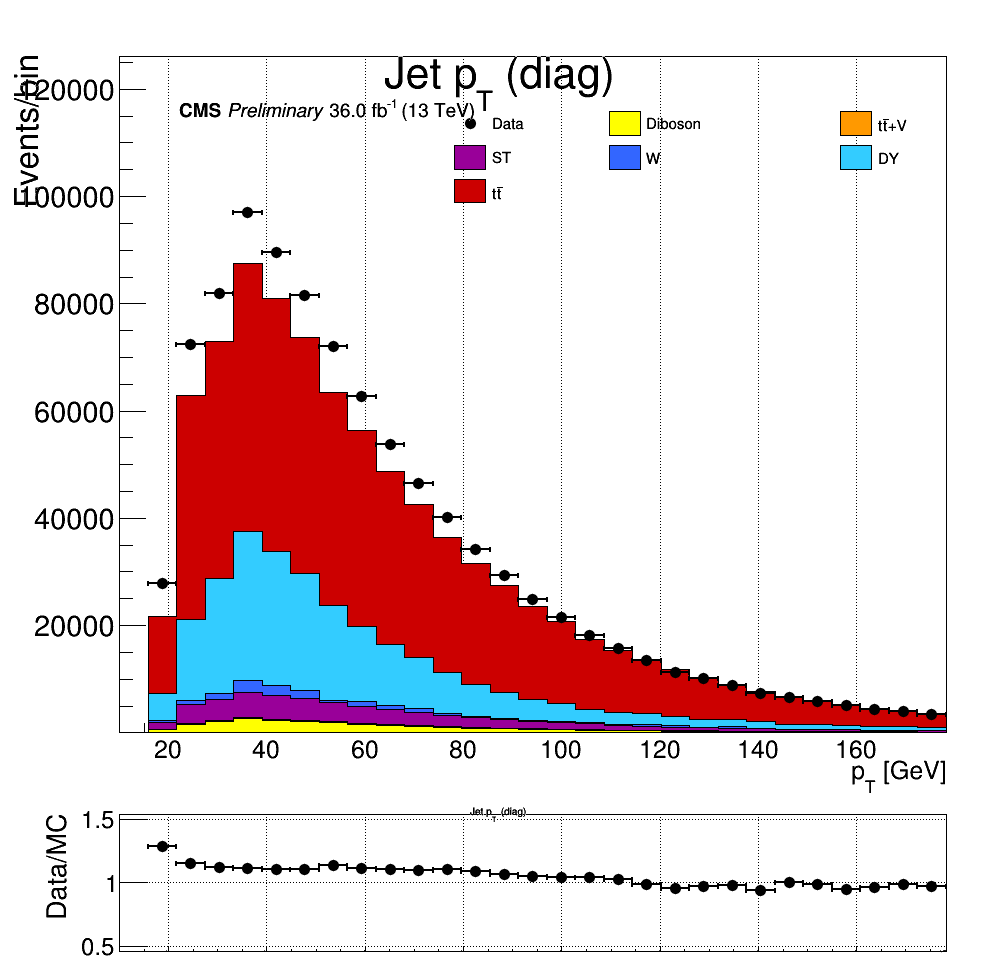 Jet p_T (diag)
Events/bin
CMS Preliminary 36.0 fb⁻¹ (13 TeV)
Data
Diboson
tt̄+V
ST
W
DY
tt̄
120000
100000
80000
60000
40000
20000
20 40 60 80 100 120 140 160
p_T [GeV]
Jet p_T (diag)
Data/MC
1.5
1
0.5